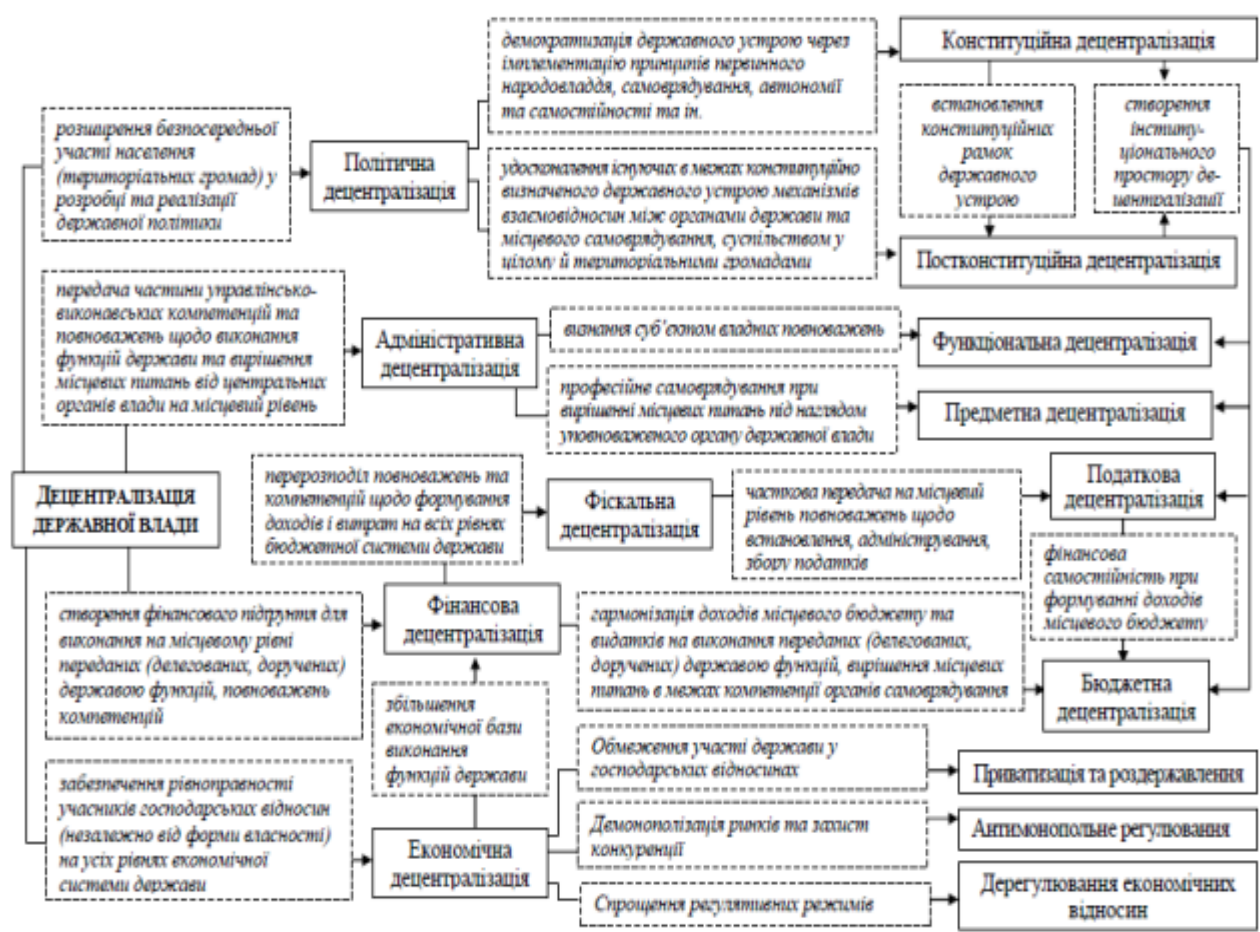 демократизація державного устрою через
імплементацію принципів первинного
народовладдя, самоврядування, автономії
та самостійності та ін.
Конституційна децентралізація
встановлення
конституційних
рамок
державного
устрою
створення
інститу-
ціонального
простору де-
централізації
розширення безпосередньої
участі населення
(територіальних громад) у
розробці та реалізації
державної політики
Політична
децентралізація
удосконалення існуючих в межах конституційно
визначеного державного устрою механізмів
взаємовідносин між органами держави та
місцевого самоврядування, суспільством у
цілому й територіальними громадами
Постконституційна децентралізація
передача частини управлінсько-
виконавських компетенцій та
повноважень щодо виконання
функцій держави та вирішення
місцевих питань від центральних
органів влади на місцевий рівень
Адміністративна
децентралізація
визнання суб'єктом владних повноважень
Функціональна децентралізація
професійне самоврядування при
вирішенні місцевих питань під наглядом
уповноваженого органу державної влади
Предметна децентралізація
ДЕЦЕНТРАЛІЗАЦІЯ
ДЕРЖАВНОЇ ВЛАДИ
перерозподіл повноважень та
компетенцій щодо формування
доходів і витрат на всіх рівнях
бюджетної системи держави
Фіскальна
децентралізація
часткова передача на місцевий
рівень повноважень щодо
встановлення, адміністрування,
збору податків
Податкова
децентралізація
фінансова
самостійність при
формуванні доходів
місцевого бюджету
створення фінансового підґрунтя для
виконання на місцевому рівні
переданих (делегованих, доручених)
державою функцій, повноважень
компетенцій
Фінансова
децентралізація
гармонізація доходів місцевого бюджету та
видатків на виконання переданих (делегованих,
доручених) державою функцій, вирішення місцевих
питань в межах компетенції органів самоврядування
Бюджетна
децентралізація
збільшення
економічної бази
виконання
функцій держави
забезпечення рівноправності
учасників господарських відносин
(незалежно від форми власності)
на усіх рівнях економічної
системи держави
Економічна
децентралізація
Обмеження участі держави у
господарських відносинах
Приватизація та роздержавлення
Демонополізація ринків та захист
конкуренції
Антимонопольне регулювання
Спрощення регулятивних режимів
Дерегулювання економічних
відносин